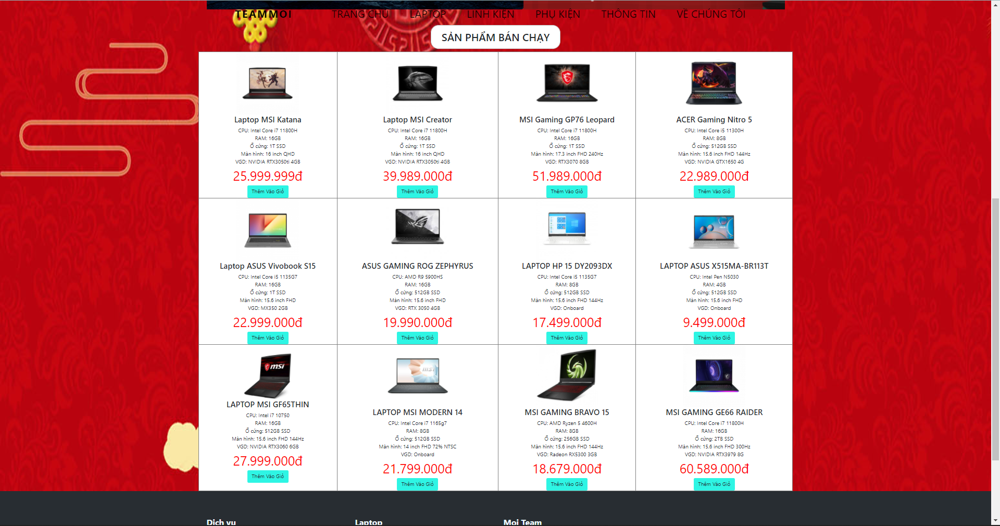 TEAMMOI TRANG CHỦ LAPTOP LINH KIỆN PHỤ KIỆN THÔNG TIN VỀ CHÚNG TÔI
SẢN PHẨM BÁN CHẠY
Laptop MSI Katana
CPU: Intel Core i7 11800H
RAM: 16GB
Ổ cứng: 1T SSD
Màn hình: 16 inch QHD
VGD: NVIDIA RTX3050ti 4GB
25.999.999đ
Thêm Vào Giỏ
Laptop MSI Creator
CPU: Intel Core i7 11800H
RAM: 16GB
Ổ cứng: 1T SSD
Màn hình: 16 inch QHD
VGD: NVIDIA RTX3050ti 4GB
39.989.000đ
Thêm Vào Giỏ
MSI Gaming GP76 Leopard
CPU: Intel Core i7 11800H
RAM: 16GB
Ổ cứng: 1T SSD
Màn hình: 17.3 inch FHD 240Hz
VGD: RTX3070 8GB
51.989.000đ
Thêm Vào Giỏ
ACER Gaming Nitro 5
CPU: Intel Core i5 11300H
RAM: 8GB
Ổ cứng: 512GB SSD
Màn hình: 15.6 inch FHD 144Hz
VGD: NVIDIA GTX1650 4G
22.989.000đ
Thêm Vào Giỏ
Laptop ASUS Vivobook S15
CPU: Intel Core i5 1135G7
RAM: 16GB
Ổ cứng: 1T SSD
Màn hình: 15.6 inch FHD
VGD: MX350 2GB
22.999.000đ
Thêm Vào Giỏ
ASUS GAMING ROG ZEPHYRUS
CPU: AMD R9 5900HS
RAM: 16GB
Ổ cứng: 512GB SSD
Màn hình: 15.6 inch FHD
VGD: RTX 3050 4GB
19.990.000đ
Thêm Vào Giỏ
LAPTOP HP 15 DY2093DX
CPU: Intel Core i5 1135G7
RAM: 8GB
Ổ cứng: 512GB SSD
Màn hình: 15.6 inch FHD 144Hz
VGD: Onboard
17.499.000đ
Thêm Vào Giỏ
LAPTOP ASUS X515MA-BR113T
CPU: Intel Pen N5030
RAM: 4GB
Ổ cứng: 512GB SSD
Màn hình: 15.6 inch FHD
VGD: Onboard
9.499.000đ
Thêm Vào Giỏ
msi
LAPTOP MSI GF65THIN
CPU: Intel i7 10750
RAM: 16GB
Ổ cứng: 512GB SSD
Màn hình: 15.6 inch FHD 144Hz
VGD: NVIDIA RTX3060 6GB
27.999.000đ
Thêm Vào Giỏ
msi
LAPTOP MSI MODERN 14
CPU: Intel Core i7 1165g7
RAM: 8GB
Ổ cứng: 512GB SSD
Màn hình: 14 inch FHD 72% NTSC
VGD: Onboard
21.799.000đ
Thêm Vào Giỏ
MSI GAMING BRAVO 15
CPU: AMD Ryzen 5 4600H
RAM: 8GB
Ổ cứng: 256GB SSD
Màn hình: 15.6 inch FHD 144Hz
VGD: Radeon RX5300 3GB
18.679.000đ
Thêm Vào Giỏ
MSI GAMING GE66 RAIDER
CPU: Intel Core i7 11800H
RAM: 16GB
Ổ cứng: 2TB SSD
Màn hình: 15.6 inch FHD 300Hz
VGD: NVIDIA RTX3979 8G
60.589.000đ
Thêm Vào Giỏ
Dịch vụ Laptop Moi Team